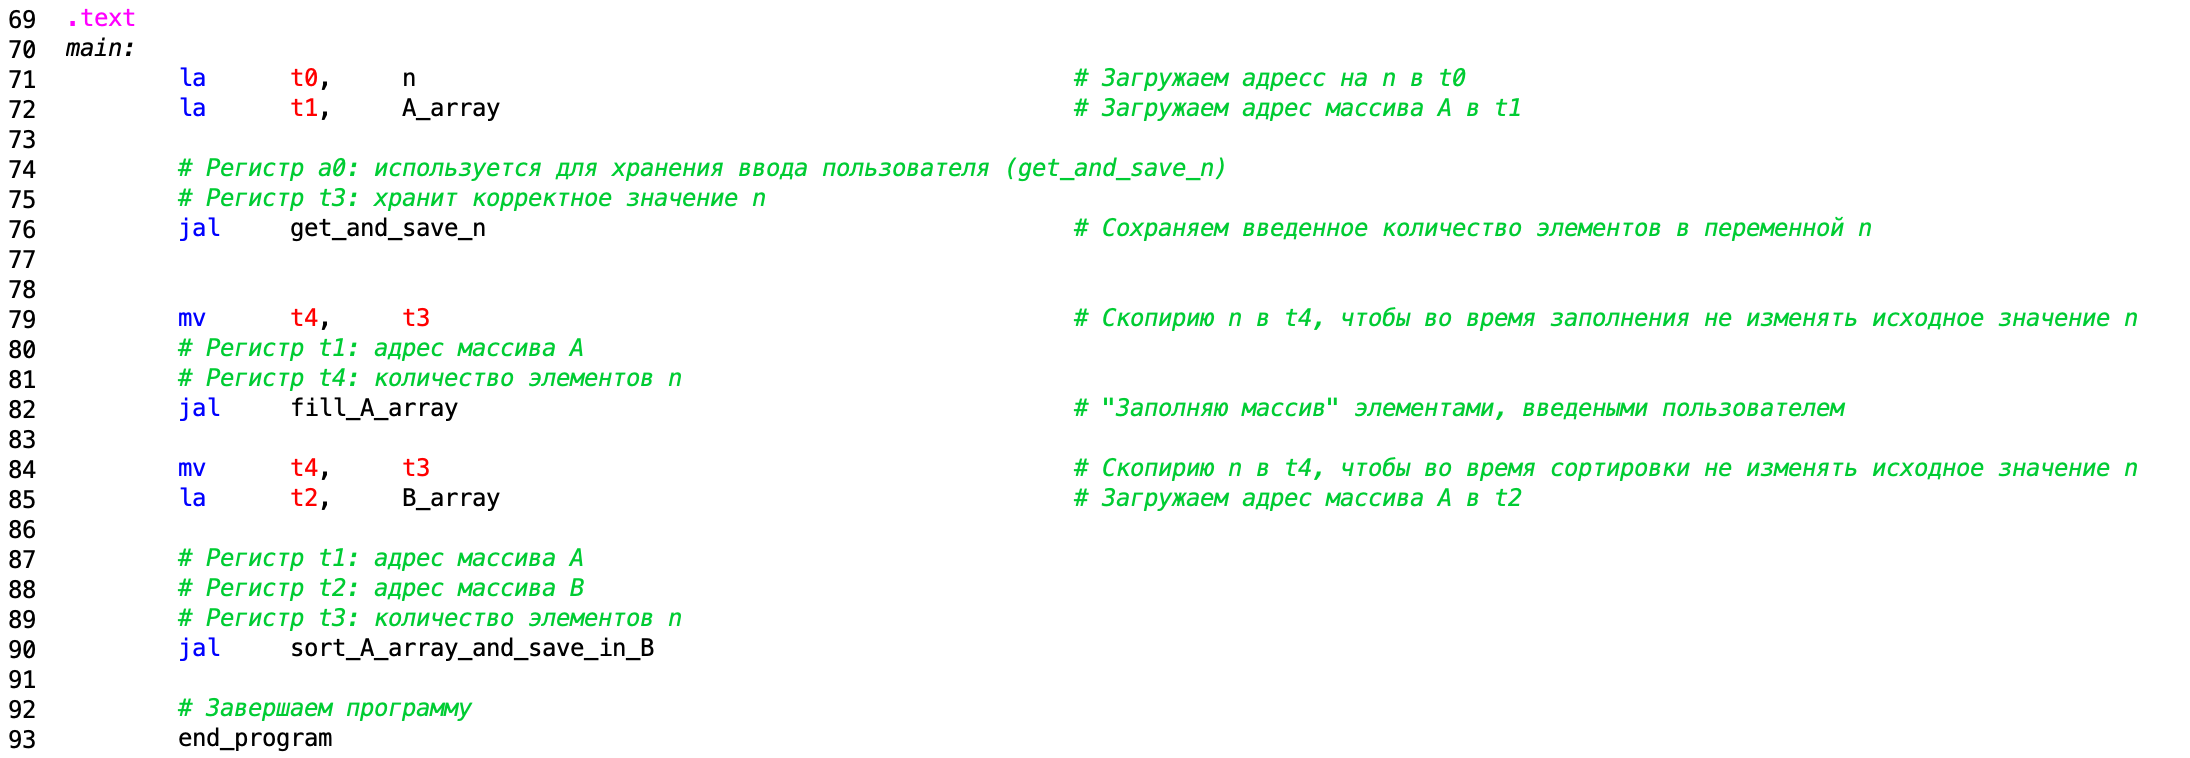 69 .text
70 main:
71 la t0, n # Загружаем адресс на n в t0
72 la t1, A_array # Загружаем адрес массива A в t1
73
74 # Регистр a0: используется для хранения ввода пользователя (get_and_save_n)
75 # Регистр t3: хранит корректное значение n
76 jal get_and_save_n # Сохраняем введенное количество элементов в переменной n
77
78
79 mv t4, t3 # Скопирию n в t4, чтобы во время заполнения не изменять исходное значение n
80 # Регистр t1: адрес массива A
81 # Регистр t4: количество элементов n
82 jal fill_A_array # "Заполняю массив" элементами, введеными пользователем
83
84 mv t4, t3 # Скопирию n в t4, чтобы во время сортировки не изменять исходное значение n
85 la t2, B_array # Загружаем адрес массива A в t2
86
87 # Регистр t1: адрес массива A
88 # Регистр t2: адрес массива B
89 # Регистр t3: количество элементов n
90 jal sort_A_array_and_save_in_B
91
92 # Завершаем программу
93 end_program